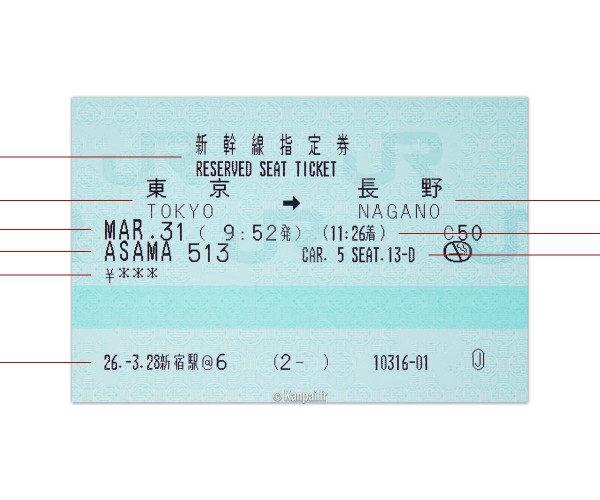 新幹線指定券
RESERVED SEAT TICKET
東京 → 長野
TOKYO NAGANO
MAR.31 ( 9:52発) (11:26着) C50
ASAMA 513 CAR. 5 SEAT.13-D
¥***
26.-3.28新宿駅@6 (2- ) 10316-01 J
© Kanpai.fr